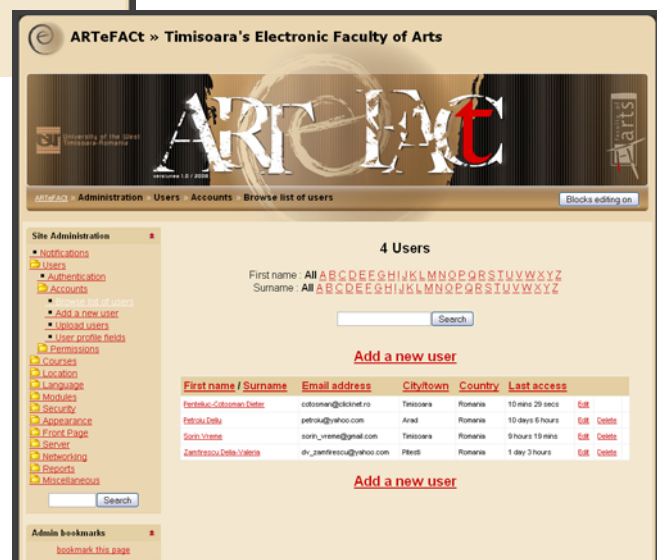 ARTeFACt » Timisoara's Electronic Faculty of Arts
ARTeFACt
University of the West
Timisoara-Romania
arts
ARTeFACt » Administration » Users » Accounts » Browse list of users
Blocks editing on
Site Administration
Notifications
Users
Authentication
Accounts
Browse list of users
Add a new user
Upload users
User profile fields
Permissions
Courses
Location
Language
Modules
Security
Appearance
Front Page
Server
Networking
Reports
Miscellaneous
Search
Admin bookmarks
bookmark this page
4 Users
First name : All A B C D E F G H I J K L M N O P Q R S T U V W X Y Z
Surname : All A B C D E F G H I J K L M N O P Q R S T U V W X Y Z
Search
Add a new user
First name / Surname Email address City/town Country Last access
Penteliuc-Cotosman Dieter cotosman@clicknet.ro Timisoara Romania 10 mins 29 secs Edit
Petroiu Deliu petroiu@yahoo.com Arad Romania 10 days 6 hours Edit Delete
Sorin Vreme sorin_vreme@gmail.com Timisoara Romania 9 hours 19 mins Edit Delete
Zamfirescu Delia-Valeria dv_zamfirescu@yahoo.com Pitesti Romania 1 day 3 hours Edit Delete
Add a new user